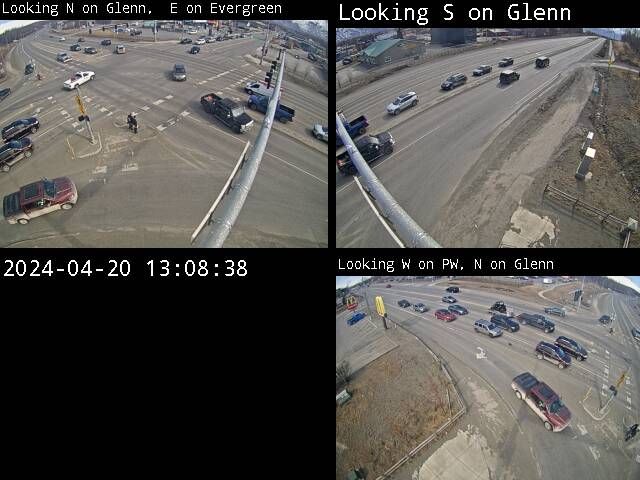 Looking N on Glenn,  E on Evergreen
Looking S on Glenn
2024-04-20 13:08:38
Looking W on PW, N on Glenn